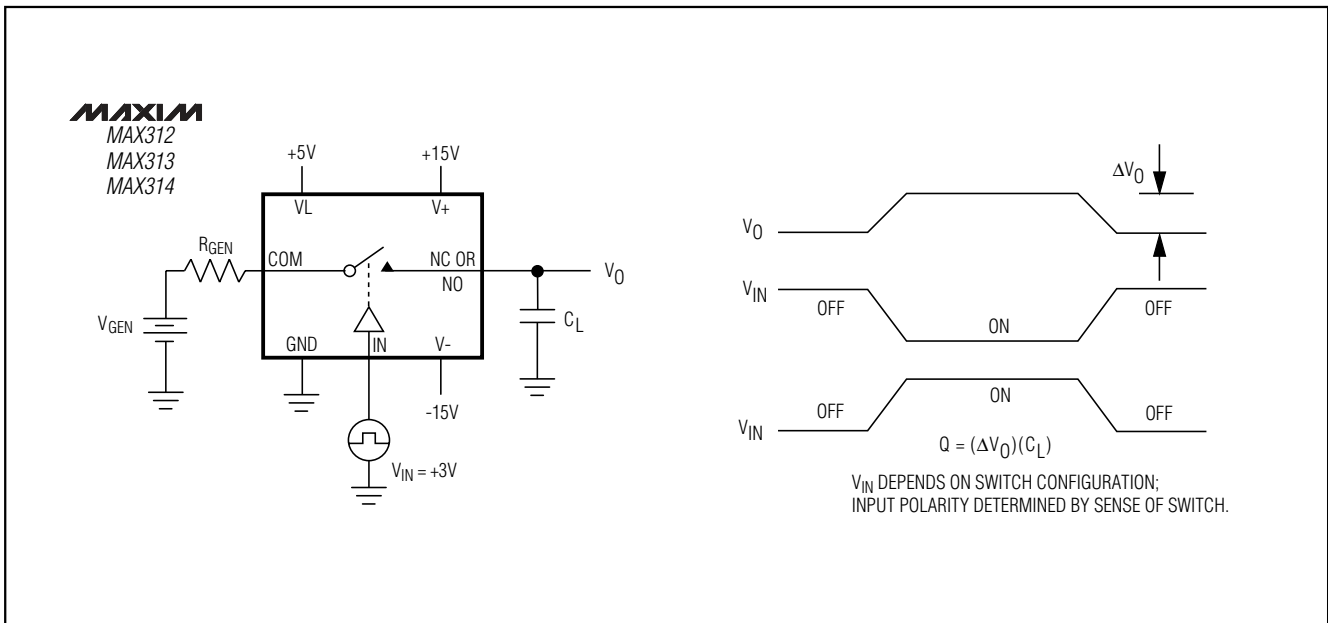 MAXIM
MAX312
MAX313
MAX314
+5V
+15V
VL
V+
RGEN
COM
NC OR
NO
VO
VGEN
CL
GND
IN
V-
-15V
VIN = +3V
ΔVO
VO
VIN
OFF
ON
OFF
VIN
OFF
ON
OFF
Q = (ΔVO)(CL)
VIN DEPENDS ON SWITCH CONFIGURATION;
INPUT POLARITY DETERMINED BY SENSE OF SWITCH.